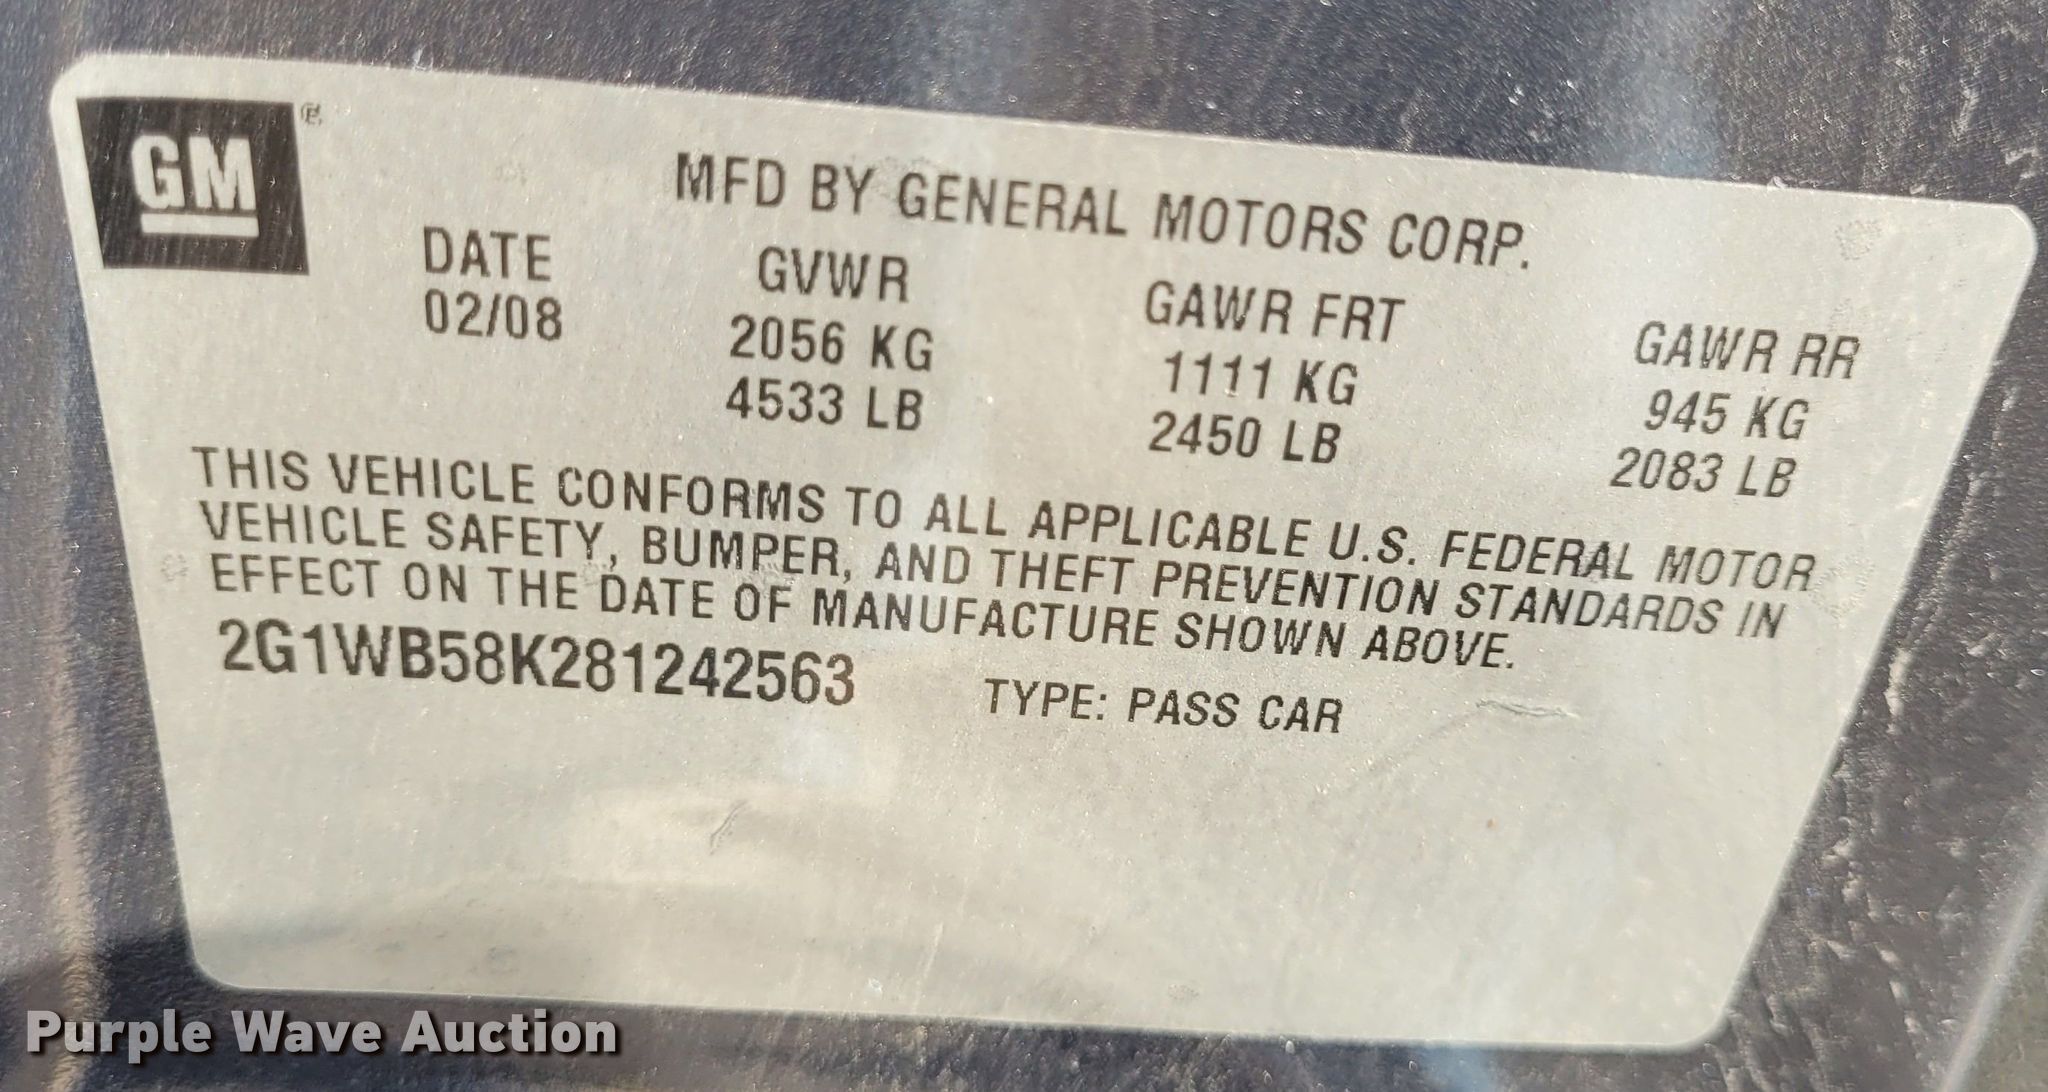 GM
MFD BY GENERAL MOTORS CORP.
DATE GVWR GAWR FRT GAWR RR
02/08 2056 KG 1111 KG 945 KG
4533 LB 2450 LB 2083 LB
THIS VEHICLE CONFORMS TO ALL APPLICABLE U.S. FEDERAL MOTOR
VEHICLE SAFETY, BUMPER, AND THEFT PREVENTION STANDARDS IN
EFFECT ON THE DATE OF MANUFACTURE SHOWN ABOVE.
2G1WB58K281242563 TYPE: PASS CAR
Purple Wave Auction